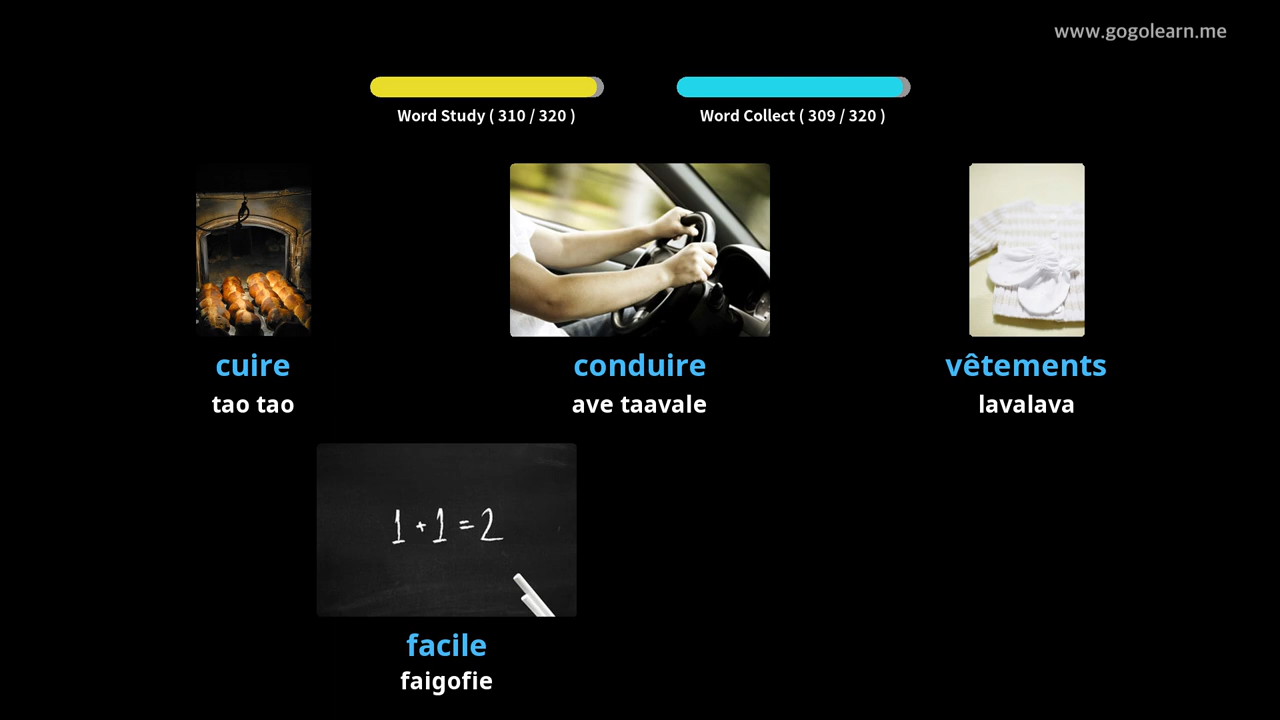 www.gogolearn.me
Word Study ( 310 / 320 )
Word Collect ( 309 / 320 )
cuire
tao tao
conduire
ave taavale
vêtements
lavalava
1 + 1 = 2
facile
faigofie